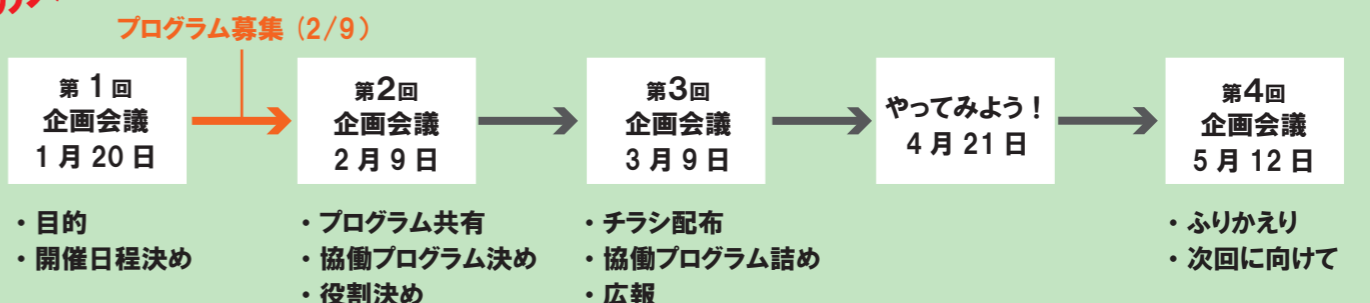 プログラム募集（2/9）
第1回
企画会議
1月20日
第2回
企画会議
2月9日
第3回
企画会議
3月9日
やってみよう！
4月21日
第4回
企画会議
5月12日
・目的
・開催日程決め
・プログラム共有
・協働プログラム決め
・役割決め
・チラシ配布
・協働プログラム詰め
・広報
・ふりかえり
・次回に向けて